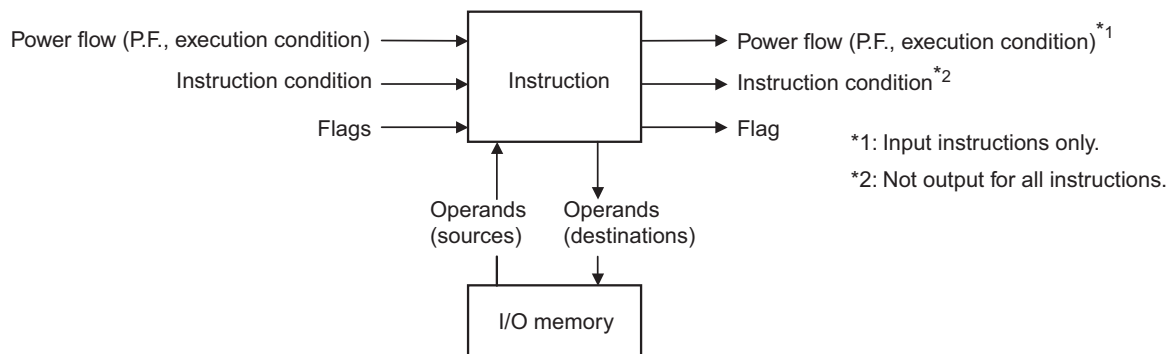 Power flow (P.F., execution condition)
Instruction condition
Flags
Instruction
Power flow (P.F., execution condition)*1
Instruction condition*2
Flag
*1: Input instructions only.
*2: Not output for all instructions.
Operands
(sources)
Operands
(destinations)
I/O memory